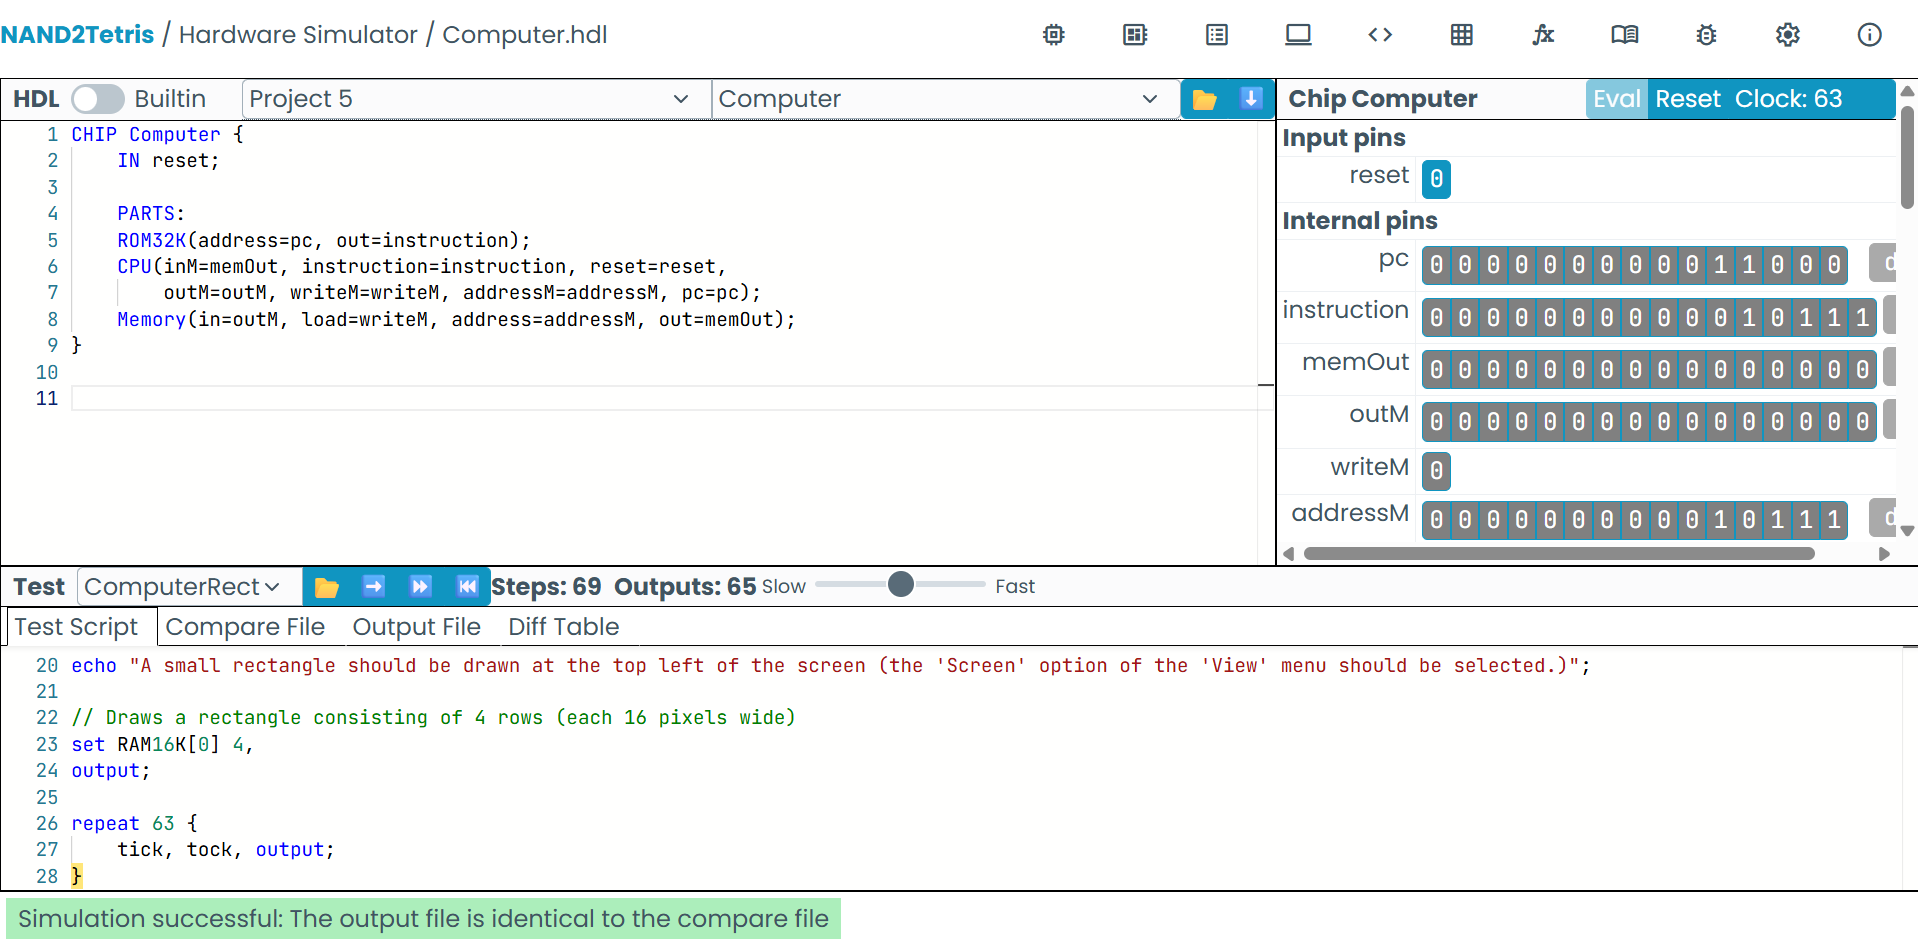 NAND2Tetris / Hardware Simulator / Computer.hdl
HDL Builtin Project 5 Computer
1 CHIP Computer {
2 IN reset;
3
4 PARTS:
5 ROM32K(address=pc, out=instruction);
6 CPU(inM=memOut, instruction=instruction, reset=reset,
7 outM=outM, writeM=writeM, addressM=addressM, pc=pc);
8 Memory(in=outM, load=writeM, address=addressM, out=memOut);
9 }
10
11
Chip Computer Eval Reset Clock: 63
Input pins
reset 0
Internal pins
pc 0 0 0 0 0 0 0 0 0 0 1 1 0 0 0
instruction 0 0 0 0 0 0 0 0 0 0 0 1 0 1 1 1
memOut 0 0 0 0 0 0 0 0 0 0 0 0 0 0 0 0
outM 0 0 0 0 0 0 0 0 0 0 0 0 0 0 0 0
writeM 0
addressM 0 0 0 0 0 0 0 0 0 0 1 0 1 1 1
Test ComputerRect Steps: 69 Outputs: 65 Slow Fast
Test Script Compare File Output File Diff Table
20 echo "A small rectangle should be drawn at the top left of the screen (the 'Screen' option of the 'View' menu should be selected.)";
21
22 // Draws a rectangle consisting of 4 rows (each 16 pixels wide)
23 set RAM16K[0] 4,
24 output;
25
26 repeat 63 {
27 tick, tock, output;
28 }
Simulation successful: The output file is identical to the compare file